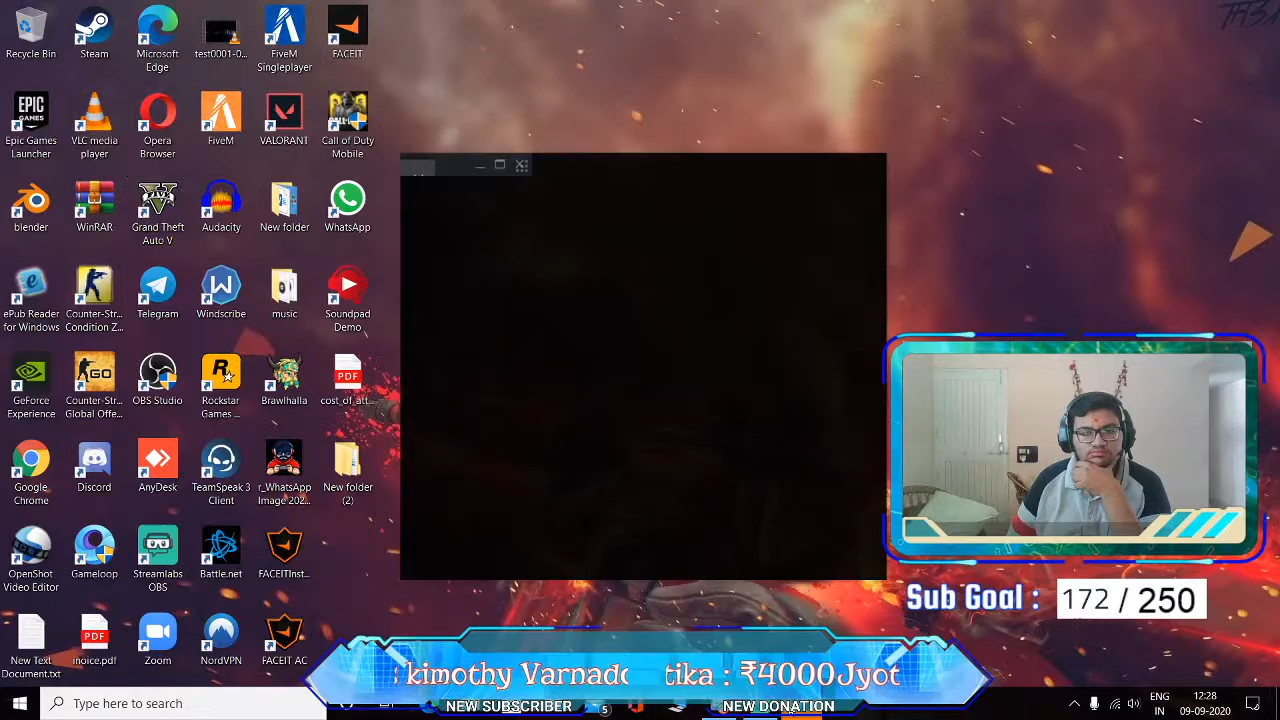 Recycle Bin
Steam
Microsoft Edge
test0001-0...
FiveM Singleplayer
FACEIT
EPIC GAMES
Epic Games Launcher
VLC media player
Opera Browser
FiveM
VALORANT
Call of Duty Mobile
blender
WinRAR
Grand Theft Auto V
Audacity
New folder
WhatsApp
ePub Reader for Windows
Counter-Str... Condition Z...
Telegram
Windscribe
music
Soundpad Demo
GeForce Experience
Counter-Str... Global Offe...
OBS Studio
Rockstar Games ...
Brawlhalla
PDF
cost_of_att...
Google Chrome
Discord
AnyDesk
TeamSpeak 3 Client
r_WhatsApp Image 202...
New folder (2)
OpenShot Video Editor
Gameloop
Streamlabs OBS
Battle.net
FACEITInst...
New Text Document.txt
PDF
inoice.pdf
Zoom
NordVPN
FACEIT AC
Sub Goal : 172 / 250
kimothy Varnad
tika : ₹4000Jyot
NEW SUBSCRIBER
NEW DONATION
Type here to search
5
ENG
IN
12:28
09-09-2020